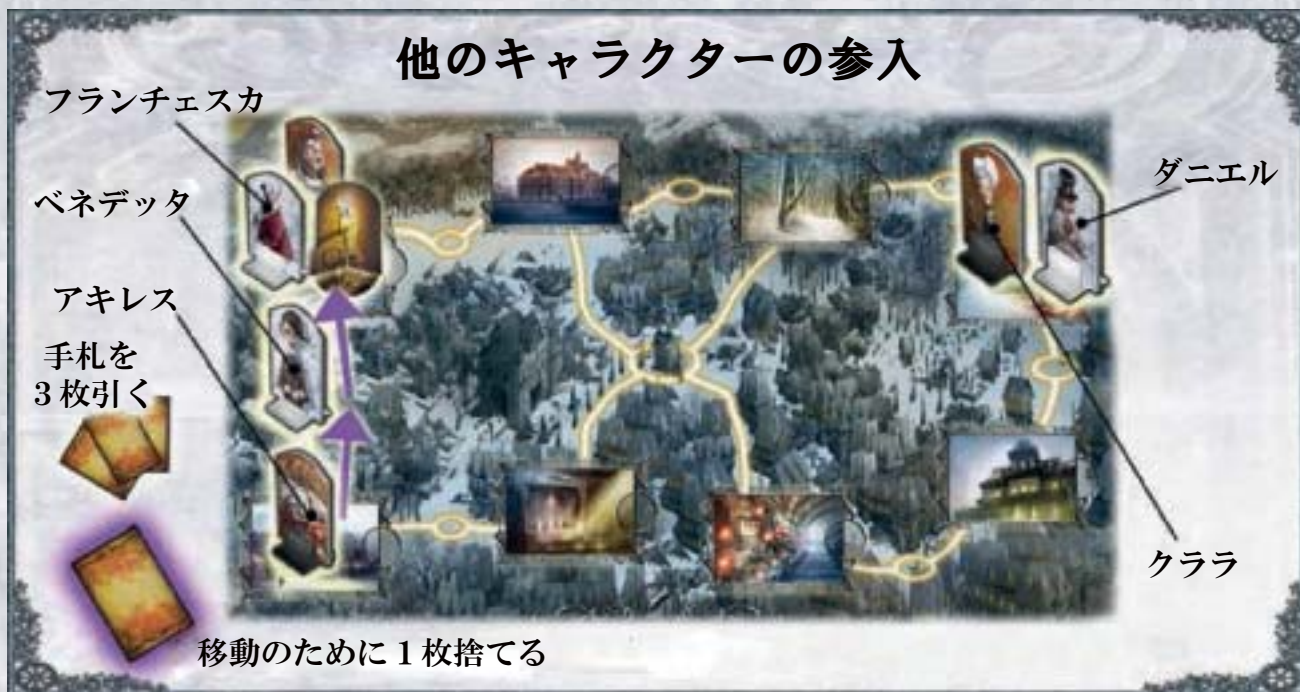 他のキャラクターの参入
フランチェスカ
ベネデッタ
アキレス
手札を
3枚引く
移動のために1枚捨てる
ダニエル
クララ